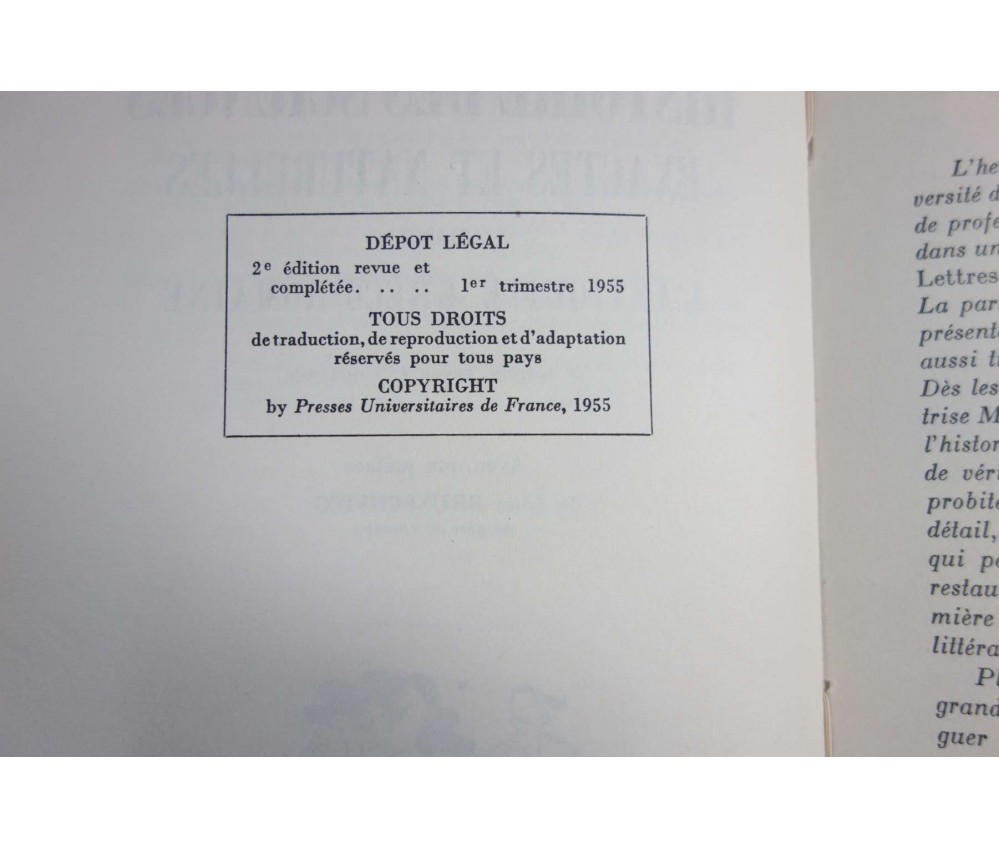 DÉPOT LÉGAL
2e édition revue et
complétée. . . . . 1er trimestre 1955
TOUS DROITS
de traduction, de reproduction et d'adaptation
réservés pour tous pays
COPYRIGHT
by Presses Universitaires de France, 1955
L'he
versité d
de profe
dans un
Lettres
La par
présent
aussi t
Dès les
trise M
l'histor
de véri
probité
détail,
qui pe
restau
mière
littéra
Pl
grand
guer